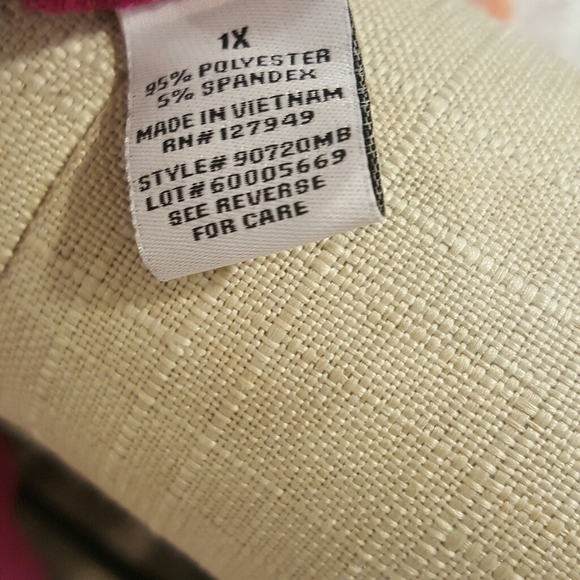 1X
95% POLYESTER
5% SPANDEX
MADE IN VIETNAM
RN# 127949
STYLE# 90720MB
LOT# 60005669
SEE REVERSE
FOR CARE